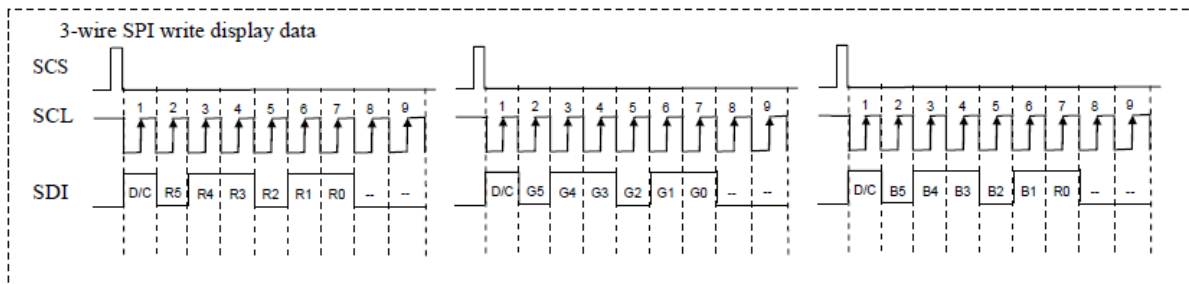 3-wire SPI write display data
SCS
SCL 1 2 3 4 5 6 7 8 9 1 2 3 4 5 6 7 8 9 1 2 3 4 5 6 7 8 9
SDI D/C R5 R4 R3 R2 R1 R0 -- -- D/C G5 G4 G3 G2 G1 G0 -- -- D/C B5 B4 B3 B2 B1 R0 -- --